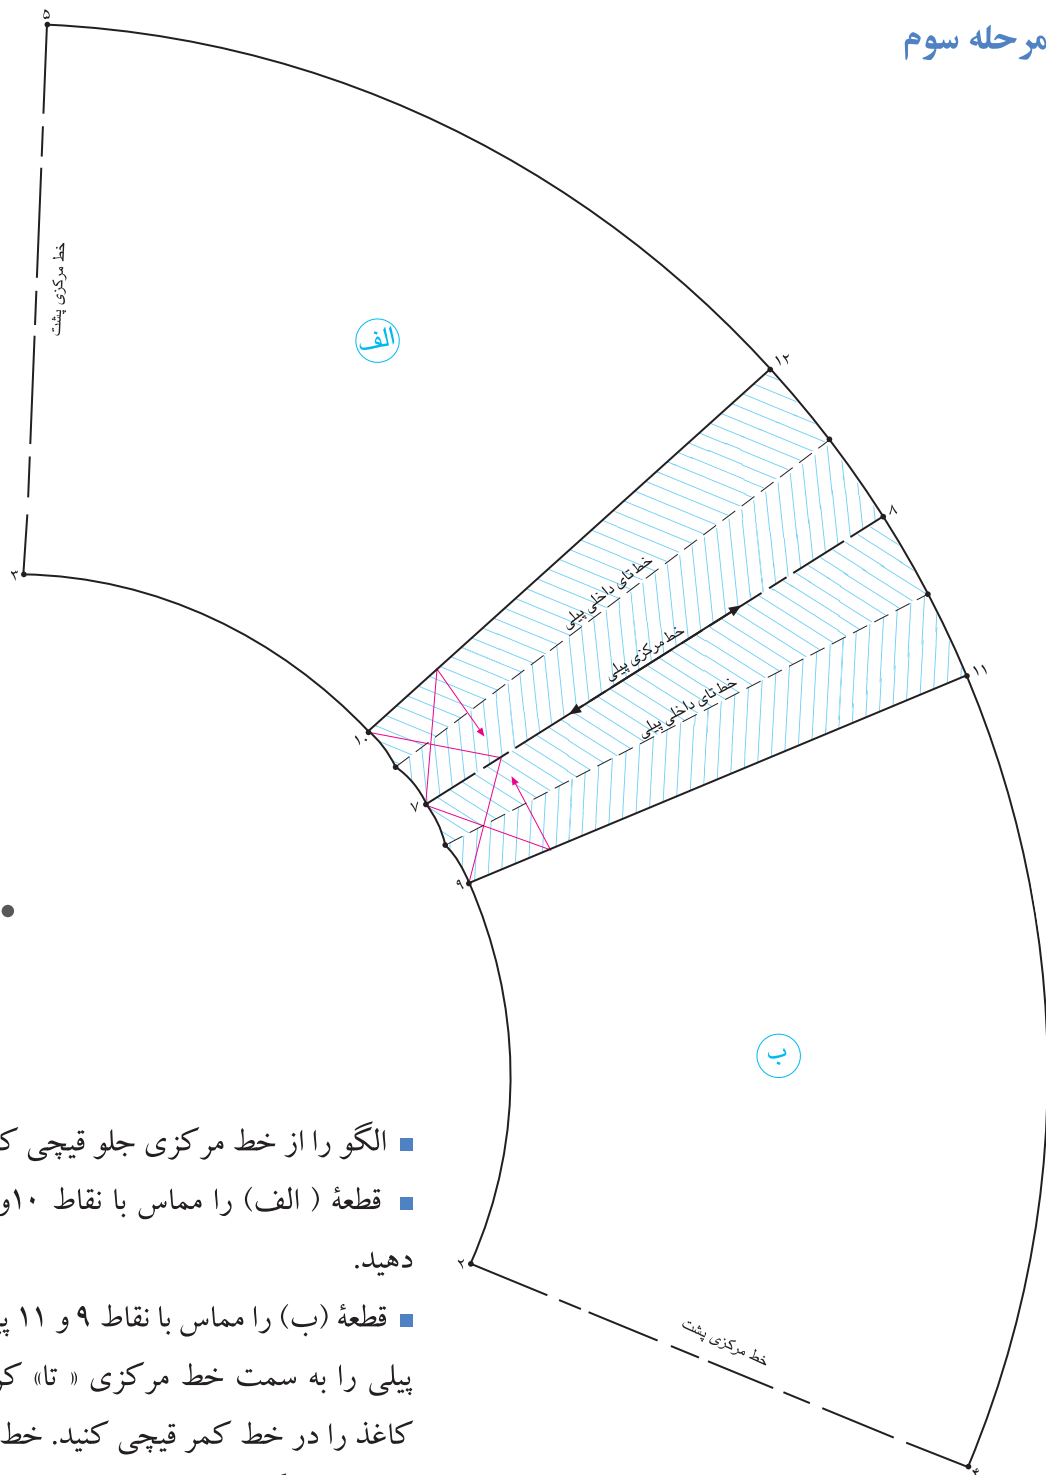 مرحله سوم
۵
خط مرکزی پشت
الف
۱۲
۸
۳
خط تای داخلی پیلی
خط مرکزی پیلی
خط تای داخلی پیلی
۱۱
۱۰
۷
۹
ب
۲
خط مرکزی پشت
۴
الگو را از خط مرکزی جلو قیچی
قطعهٔ ( الف) را مماس با نقاط ۱۰و
دهید.
قطعهٔ (ب) را مماس با نقاط ۹ و ۱۱
پیلی را به سمت خط مرکزی « تا»
کاغذ را در خط کمر قیچی کنید. خط